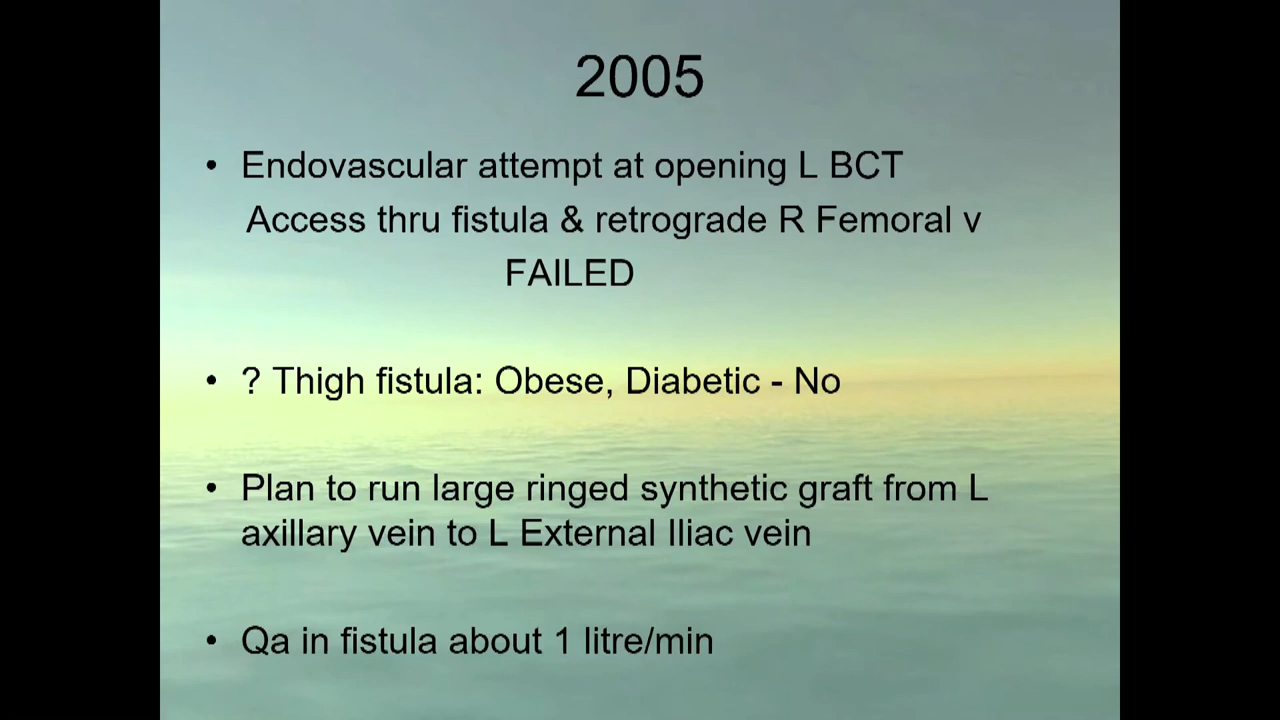 2005
• Endovascular attempt at opening L BCT
Access thru fistula & retrograde R Femoral v
FAILED
• ? Thigh fistula: Obese, Diabetic - No
• Plan to run large ringed synthetic graft from L
axillary vein to L External Iliac vein
• Qa in fistula about 1 litre/min